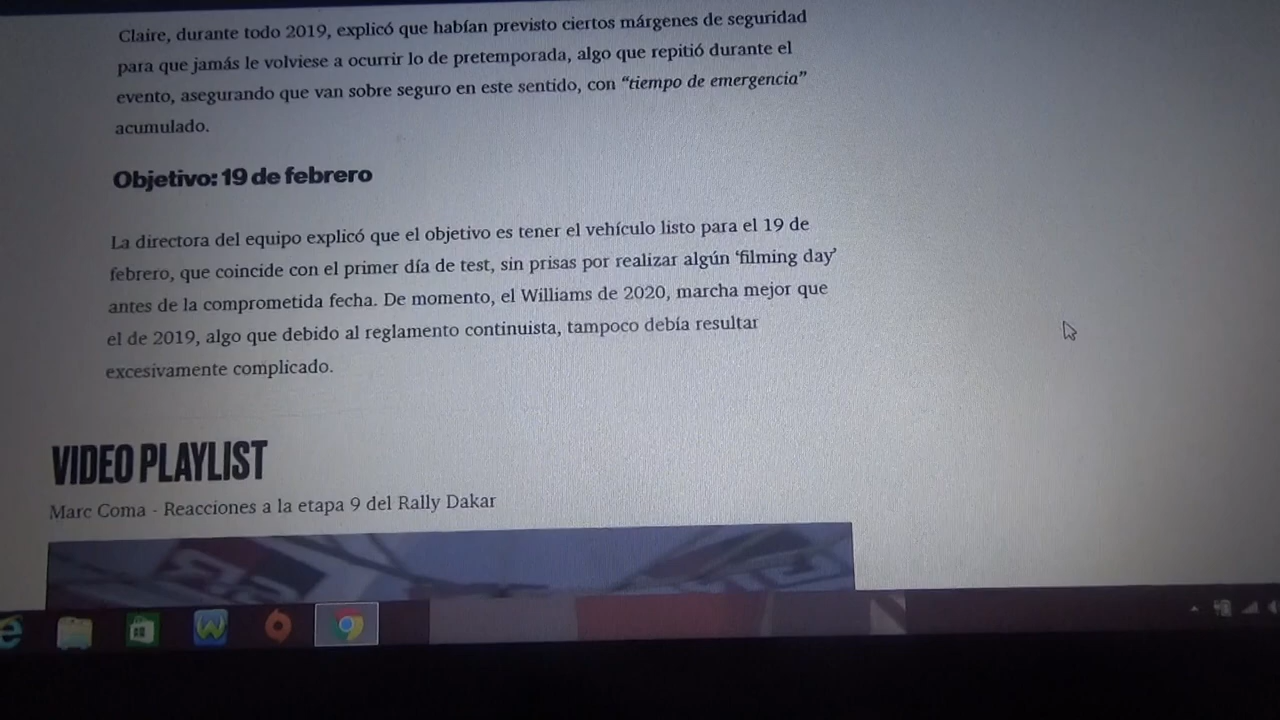 Claire, durante todo 2019, explicó que habían previsto ciertos márgenes de seguridad
para que jamás le volviese a ocurrir lo de pretemporada, algo que repitió durante el
evento, asegurando que van sobre seguro en este sentido, con “tiempo de emergencia”
acumulado.
Objetivo: 19 de febrero
La directora del equipo explicó que el objetivo es tener el vehículo listo para el 19 de
febrero, que coincide con el primer día de test, sin prisas por realizar algún ‘filming day’
antes de la comprometida fecha. De momento, el Williams de 2020, marcha mejor que
el de 2019, algo que debido al reglamento continuista, tampoco debía resultar
excesivamente complicado.
VIDEO PLAYLIST
Marc Coma - Reacciones a la etapa 9 del Rally Dakar